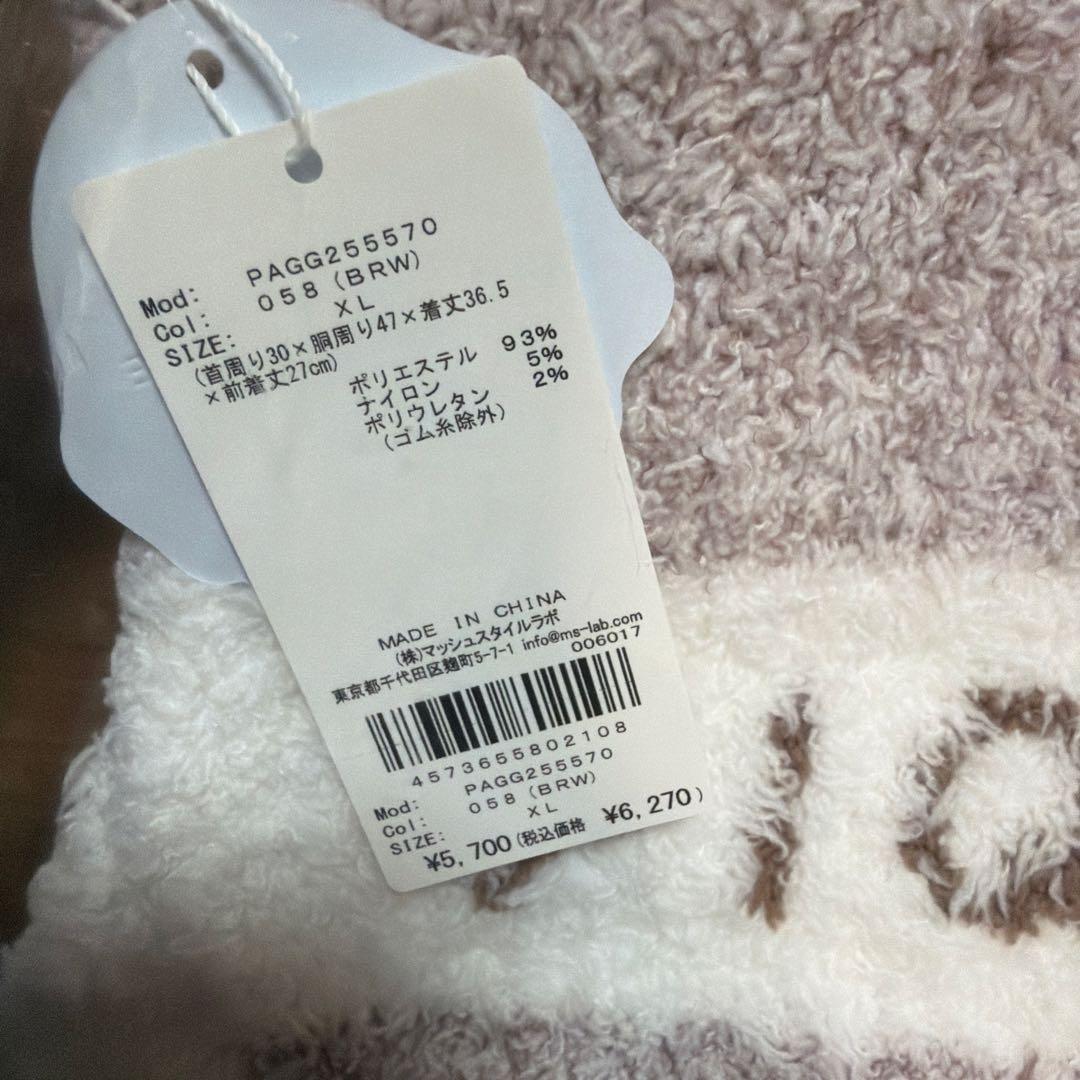 Mod: PAGG255570
Col: 058(BRW)
SIZE: XL
(首周り30×胴周り47×着丈36.5
×前着丈27cm)
ポリエステル 93%
ナイロン 5%
ポリウレタン 2%
(ゴム糸除外)
MADE IN CHINA
(株)マッシュスタイルラボ
東京都千代田区麹町5-7-1 info@ms-lab.com
006017
4573655802108
Mod: PAGG255570
Col: 058(BRW)
SIZE: XL
¥5,700(税込価格 ¥6,270)